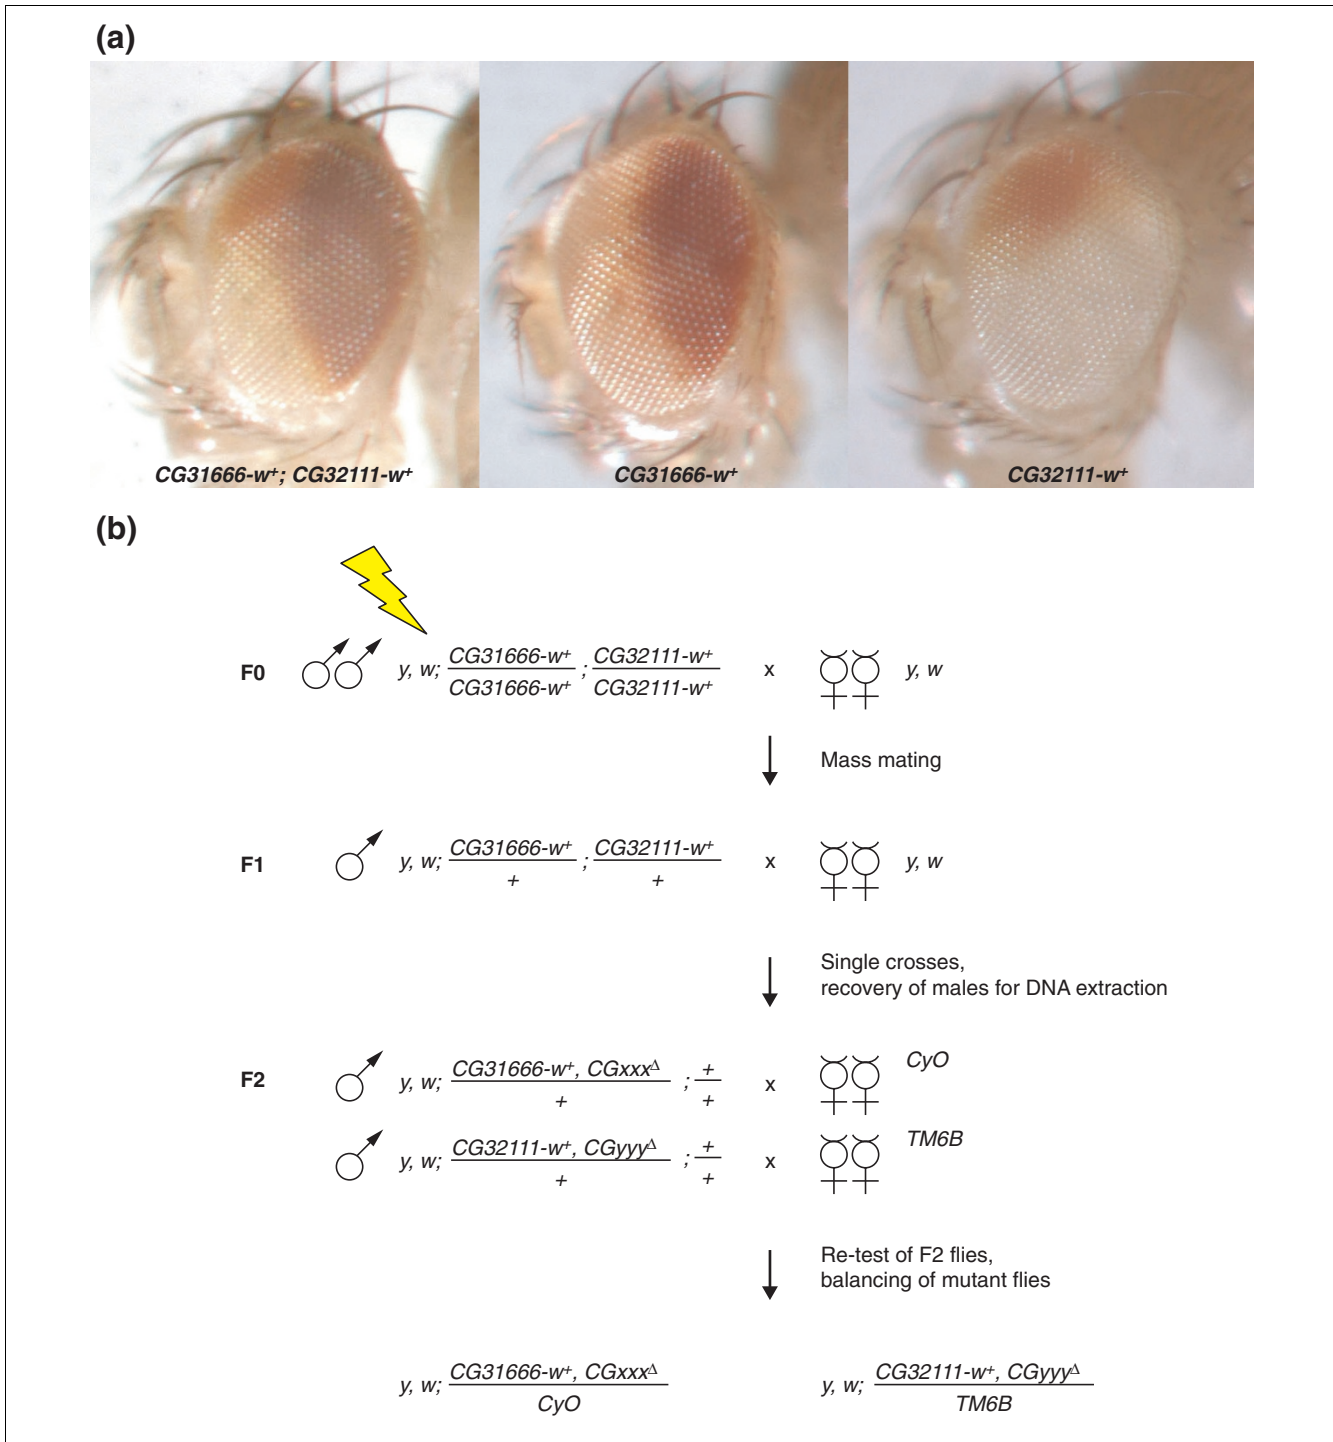 (a)
CG31666-w⁺; CG32111-w⁺
CG31666-w⁺
CG32111-w⁺
(b)
F0
y, w; CG31666-w⁺ ; CG32111-w⁺ x y, w
CG31666-w⁺ CG32111-w⁺
Mass mating
F1
y, w; CG31666-w⁺ ; CG32111-w⁺ x y, w
+ +
Single crosses,
recovery of males for DNA extraction
F2
y, w; CG31666-w⁺, CGxxxΔ ; + x CyO
+ +
y, w; CG32111-w⁺, CGyyyΔ ; + x TM6B
+ +
Re-test of F2 flies,
balancing of mutant flies
y, w; CG31666-w⁺, CGxxxΔ
CyO
y, w; CG32111-w⁺, CGyyyΔ
TM6B